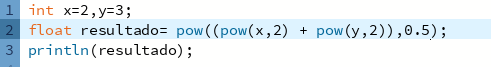 1 int x=2,y=3;
2 float resultado= pow((pow(x,2) + pow(y,2)),0.5);
3 println(resultado);